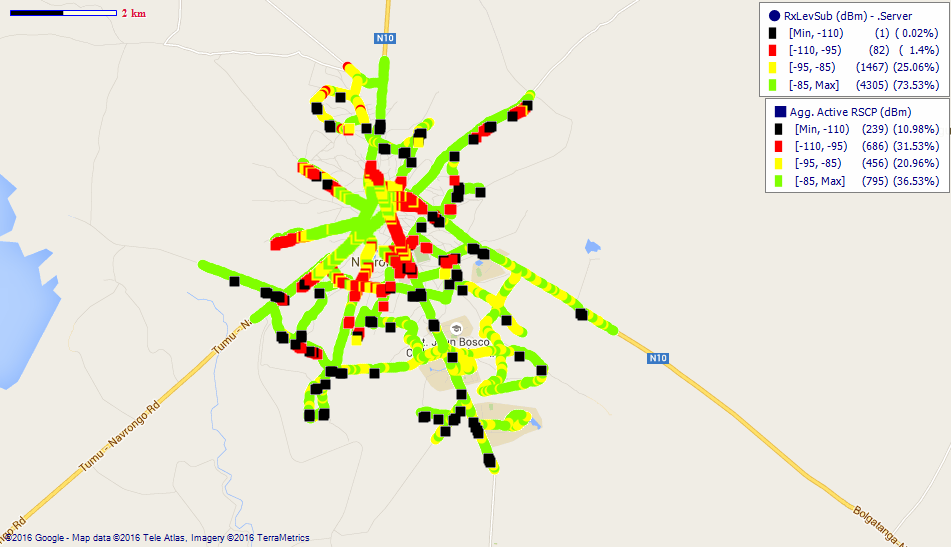 2 km
N10
RxLevSub (dBm) - .Server
[Min, -110) (1) ( 0.02%)
[-110, -95) (82) ( 1.4%)
[-95, -85) (1467) (25.06%)
[-85, Max] (4305) (73.53%)
Agg. Active RSCP (dBm)
[Min, -110) (239) (10.98%)
[-110, -95) (686) (31.53%)
[-95, -85) (456) (20.96%)
[-85, Max] (795) (36.53%)
Tumu - N
Bosco
N10
Tumu - Navrongo Rd
ngo Rd
Bolgatanga-N
©2016 Google - Map data ©2016 Tele Atlas, Imagery ©2016 TerraMetrics